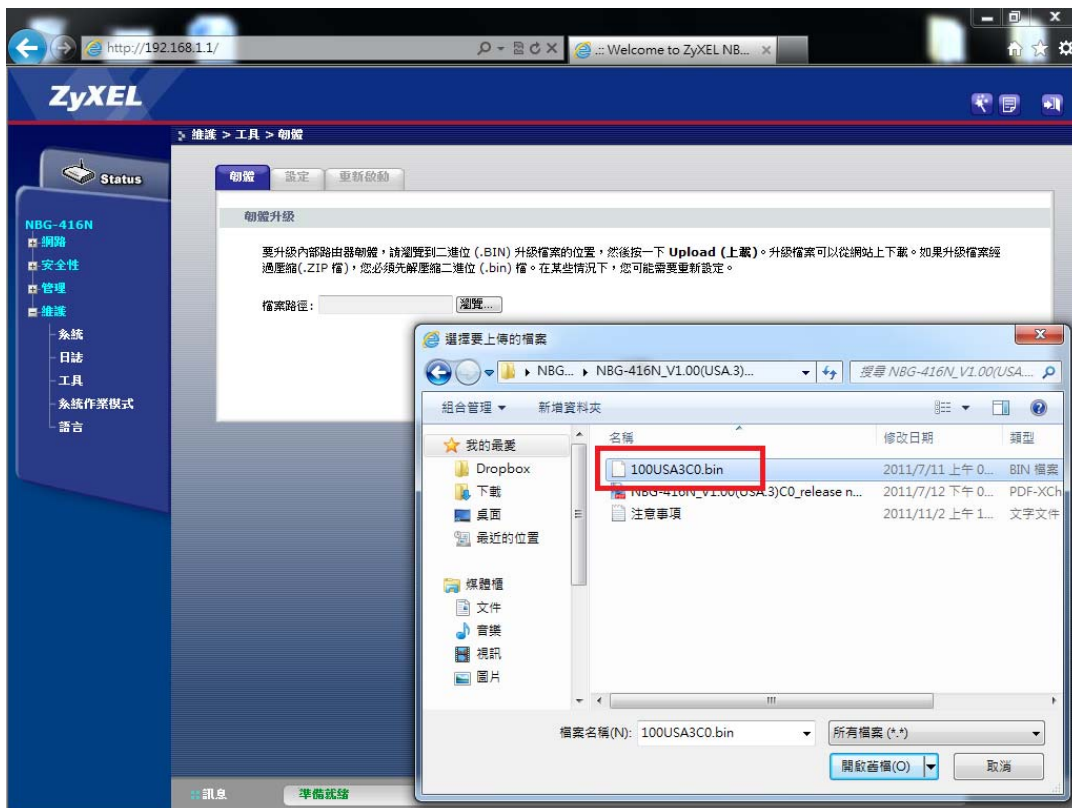 http://192.168.1.1/
.:: Welcome to ZyXEL NB...
ZyXEL
維護 > 工具 > 韌體
Status
韌體
設定
重新啟動
韌體升級
要升級內部路由器韌體，請瀏覽到二進位 (.BIN) 升級檔案的位置，然後按一下 Upload (上載)。升級檔案可以從網站上下載。如果升級檔案經
過壓縮(.ZIP 檔)，您必須先解壓縮二進位 (.bin) 檔。在某些情況下，您可能需要重新設定。
檔案路徑:
瀏覽...
NBG-416N
網路
安全性
管理
維護
系統
日誌
工具
系統作業模式
語言
選擇要上傳的檔案
NBG... ▸ NBG-416N_V1.00(USA.3)...
搜尋 NBG-416N_V1.00(USA....
組合管理
新增資料夾
我的最愛
Dropbox
下載
桌面
最近的位置
媒體櫃
文件
音樂
視訊
圖片
名稱 修改日期 類型
100USA3C0.bin 2011/7/11 上午 0... BIN 檔案
NBG-416N_V1.00(USA.3)C0_release n... 2011/7/12 下午 0... PDF-XCh
注意事項 2011/11/2 上午 1... 文字文件
檔案名稱(N): 100USA3C0.bin
所有檔案 (*.*)
開啟舊檔(O)
取消
訊息
準備就緒